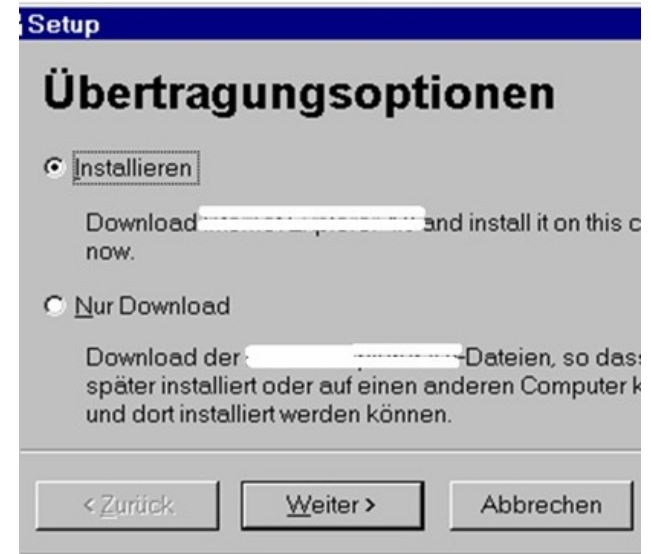 Setup
Übertragungsoptionen
Installieren
Download and install it on this c
now.
Nur Download
Download der -Dateien, so das
später installiert oder auf einen anderen Computer k
und dort installiert werden können.
< Zurück
Weiter >
Abbrechen